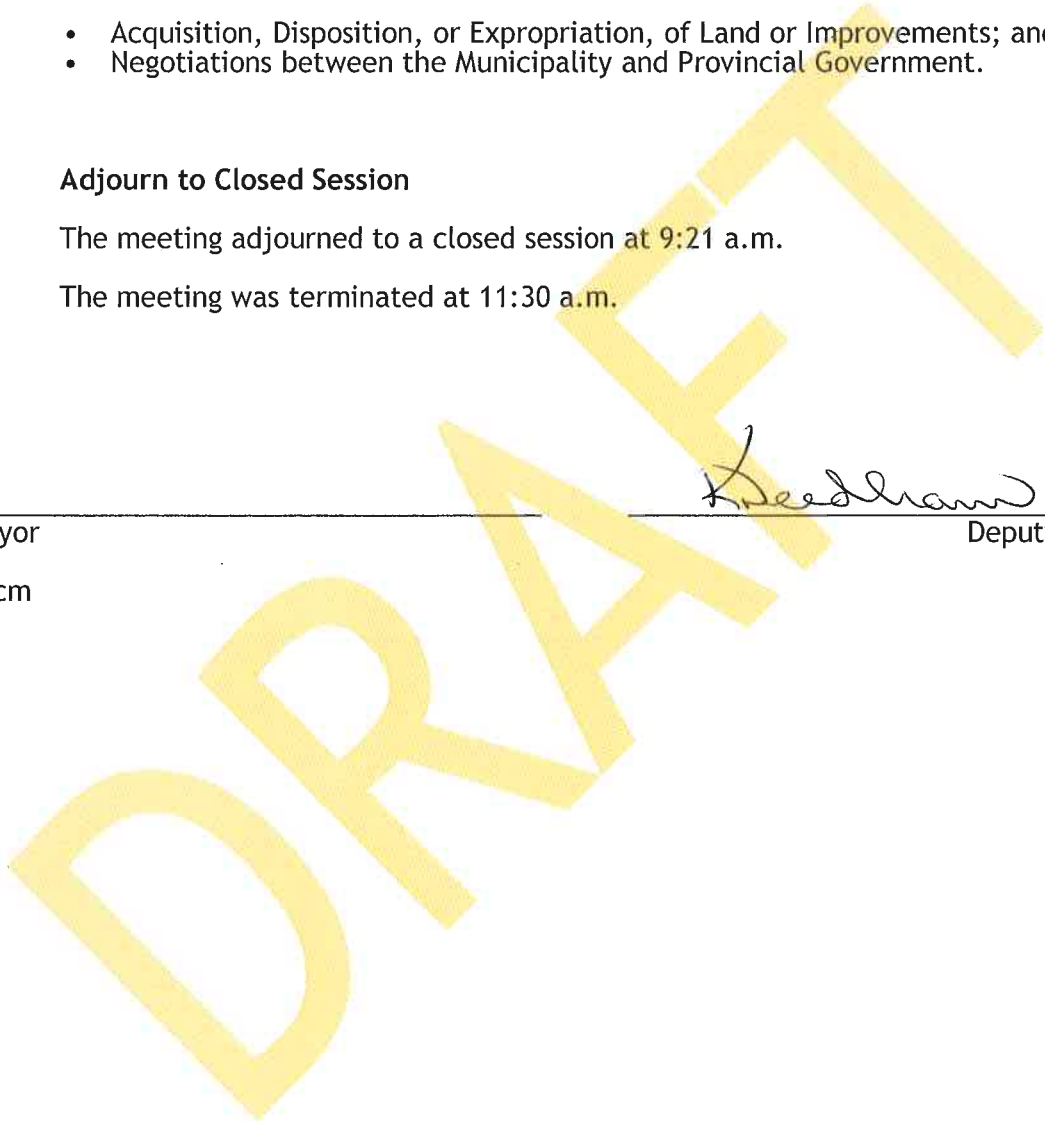 • Acquisition, Disposition, or Expropriation, of Land or Improvements; and
• Negotiations between the Municipality and Provincial Government.
Adjourn to Closed Session
The meeting adjourned to a closed session at 9:21 a.m.
The meeting was terminated at 11:30 a.m.
yor
Deput
cm
DRAFT